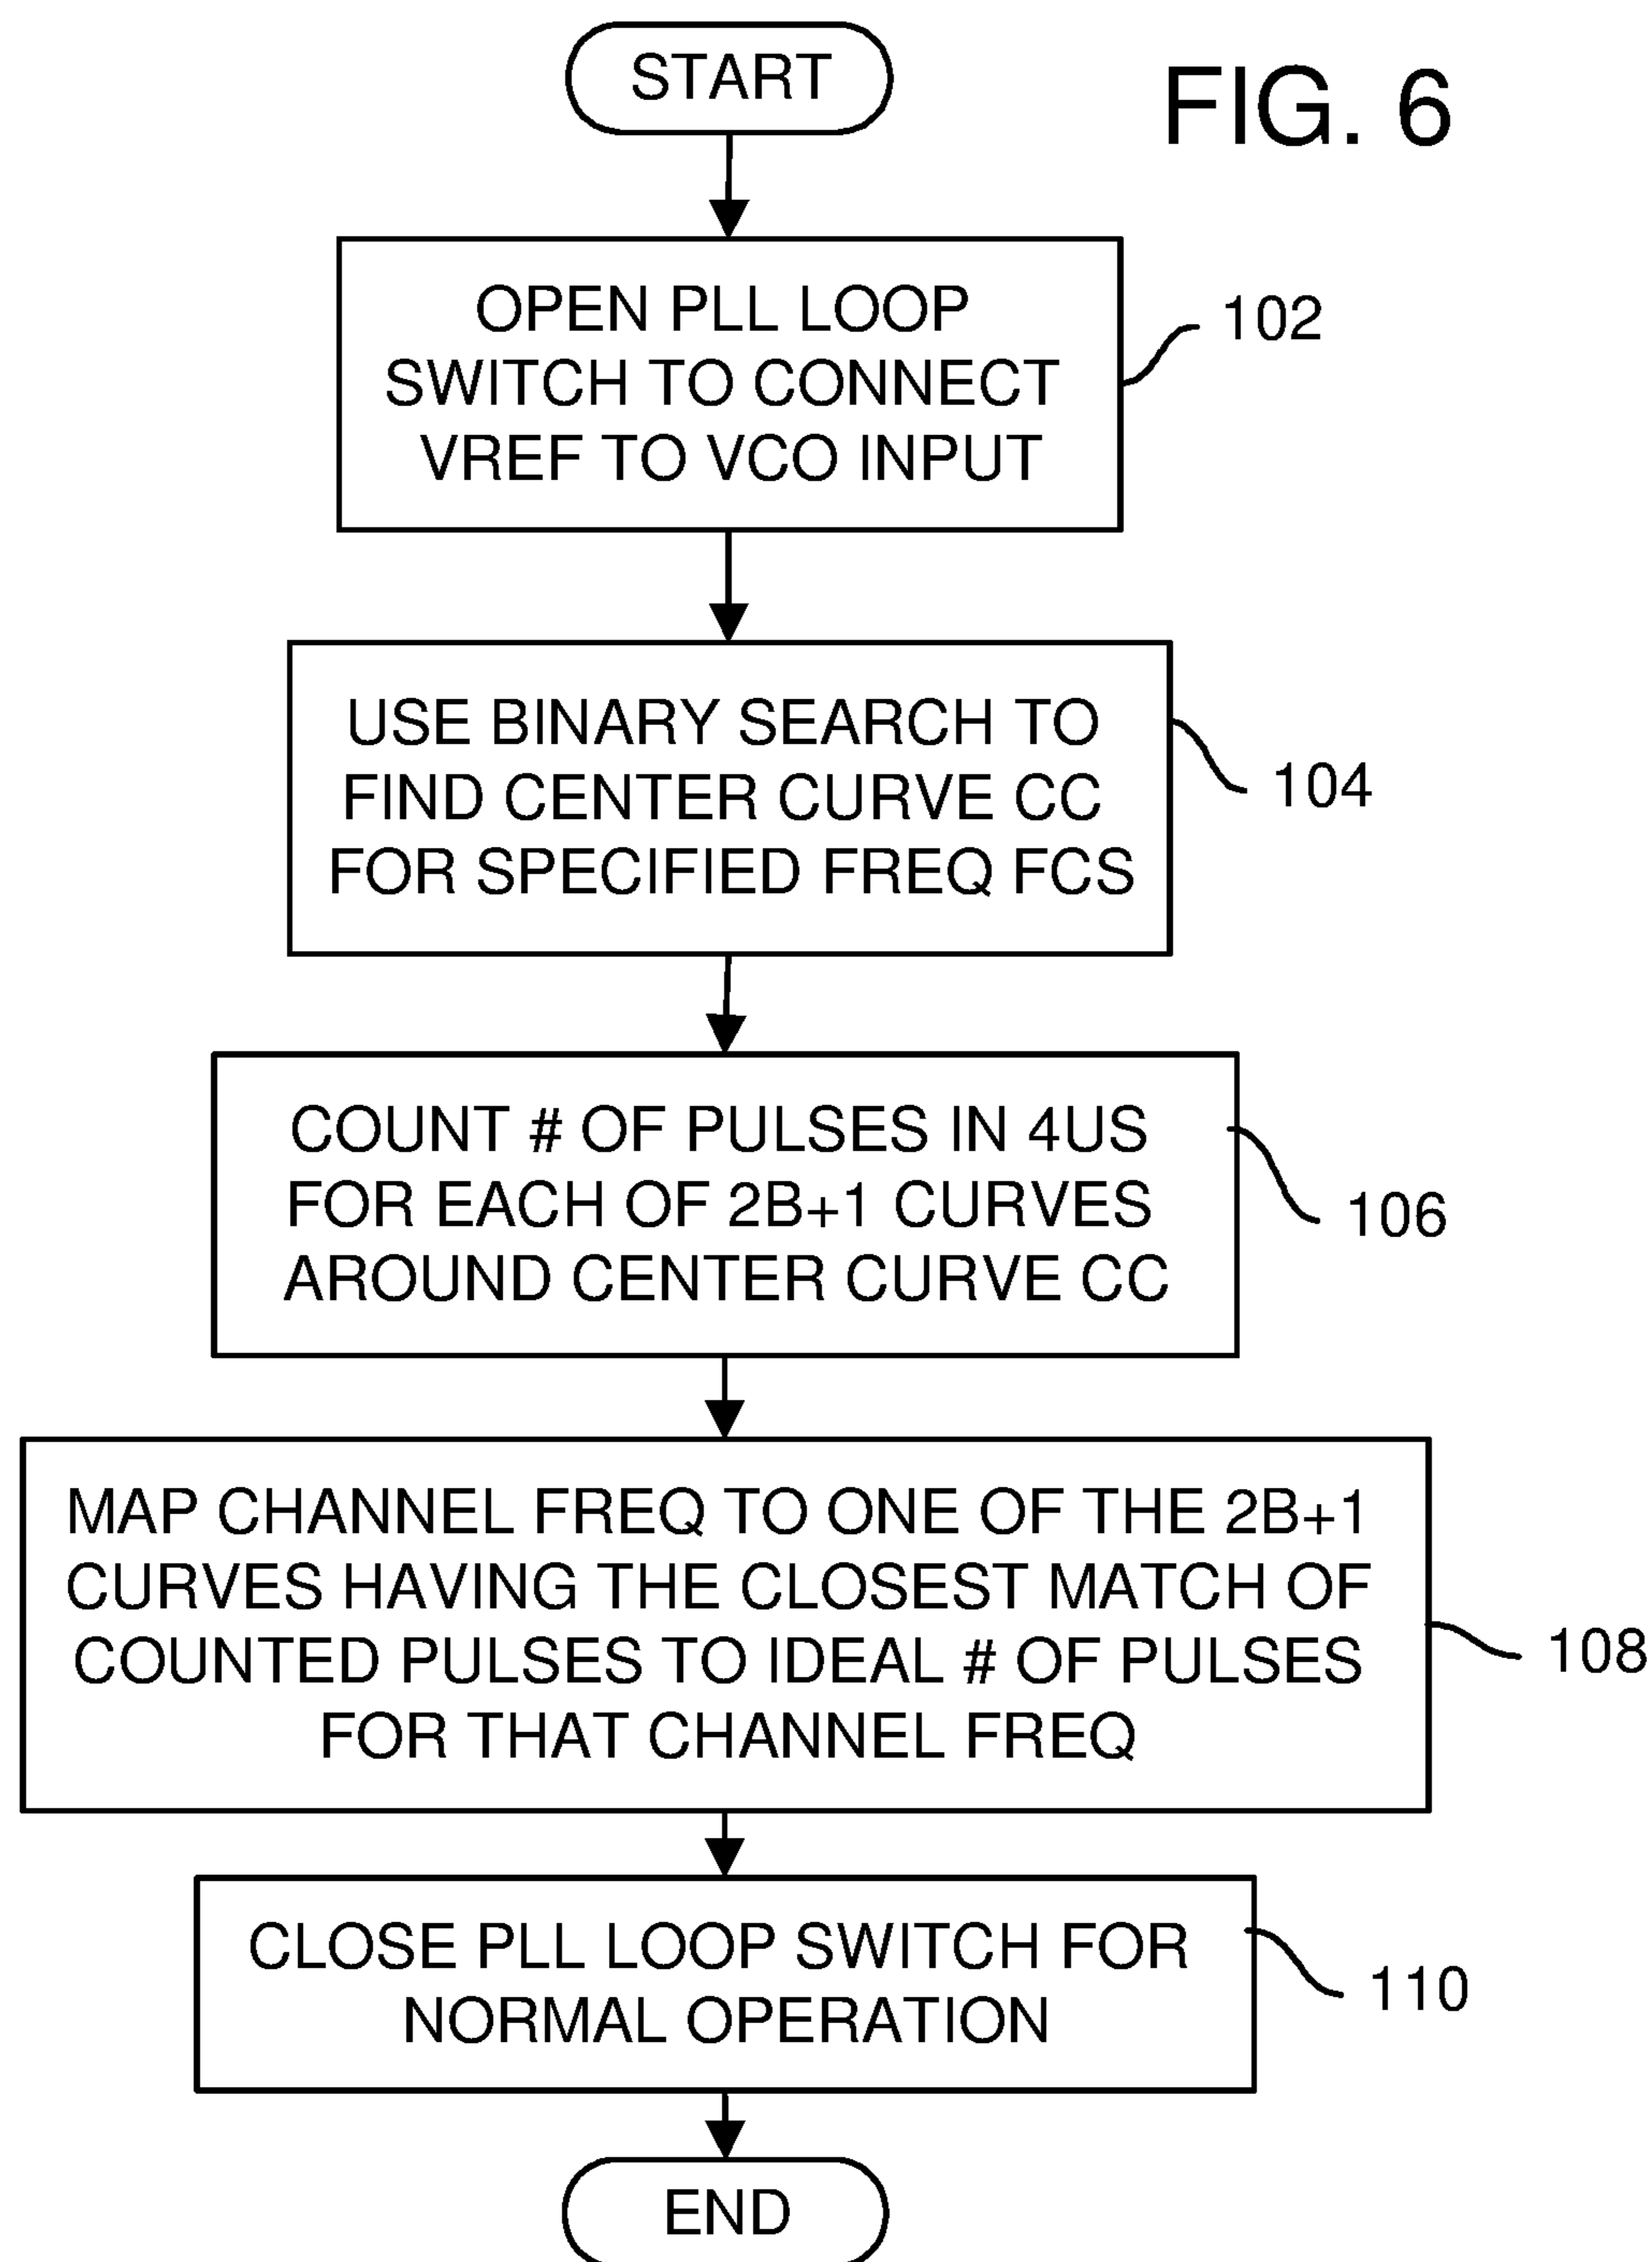 START
FIG. 6
OPEN PLL LOOP
SWITCH TO CONNECT
VREF TO VCO INPUT
102
USE BINARY SEARCH TO
FIND CENTER CURVE CC
FOR SPECIFIED FREQ FCS
104
COUNT # OF PULSES IN 4US
FOR EACH OF 2B+1 CURVES
AROUND CENTER CURVE CC
106
MAP CHANNEL FREQ TO ONE OF THE 2B+1
CURVES HAVING THE CLOSEST MATCH OF
COUNTED PULSES TO IDEAL # OF PULSES
FOR THAT CHANNEL FREQ
108
CLOSE PLL LOOP SWITCH FOR
NORMAL OPERATION
110
END